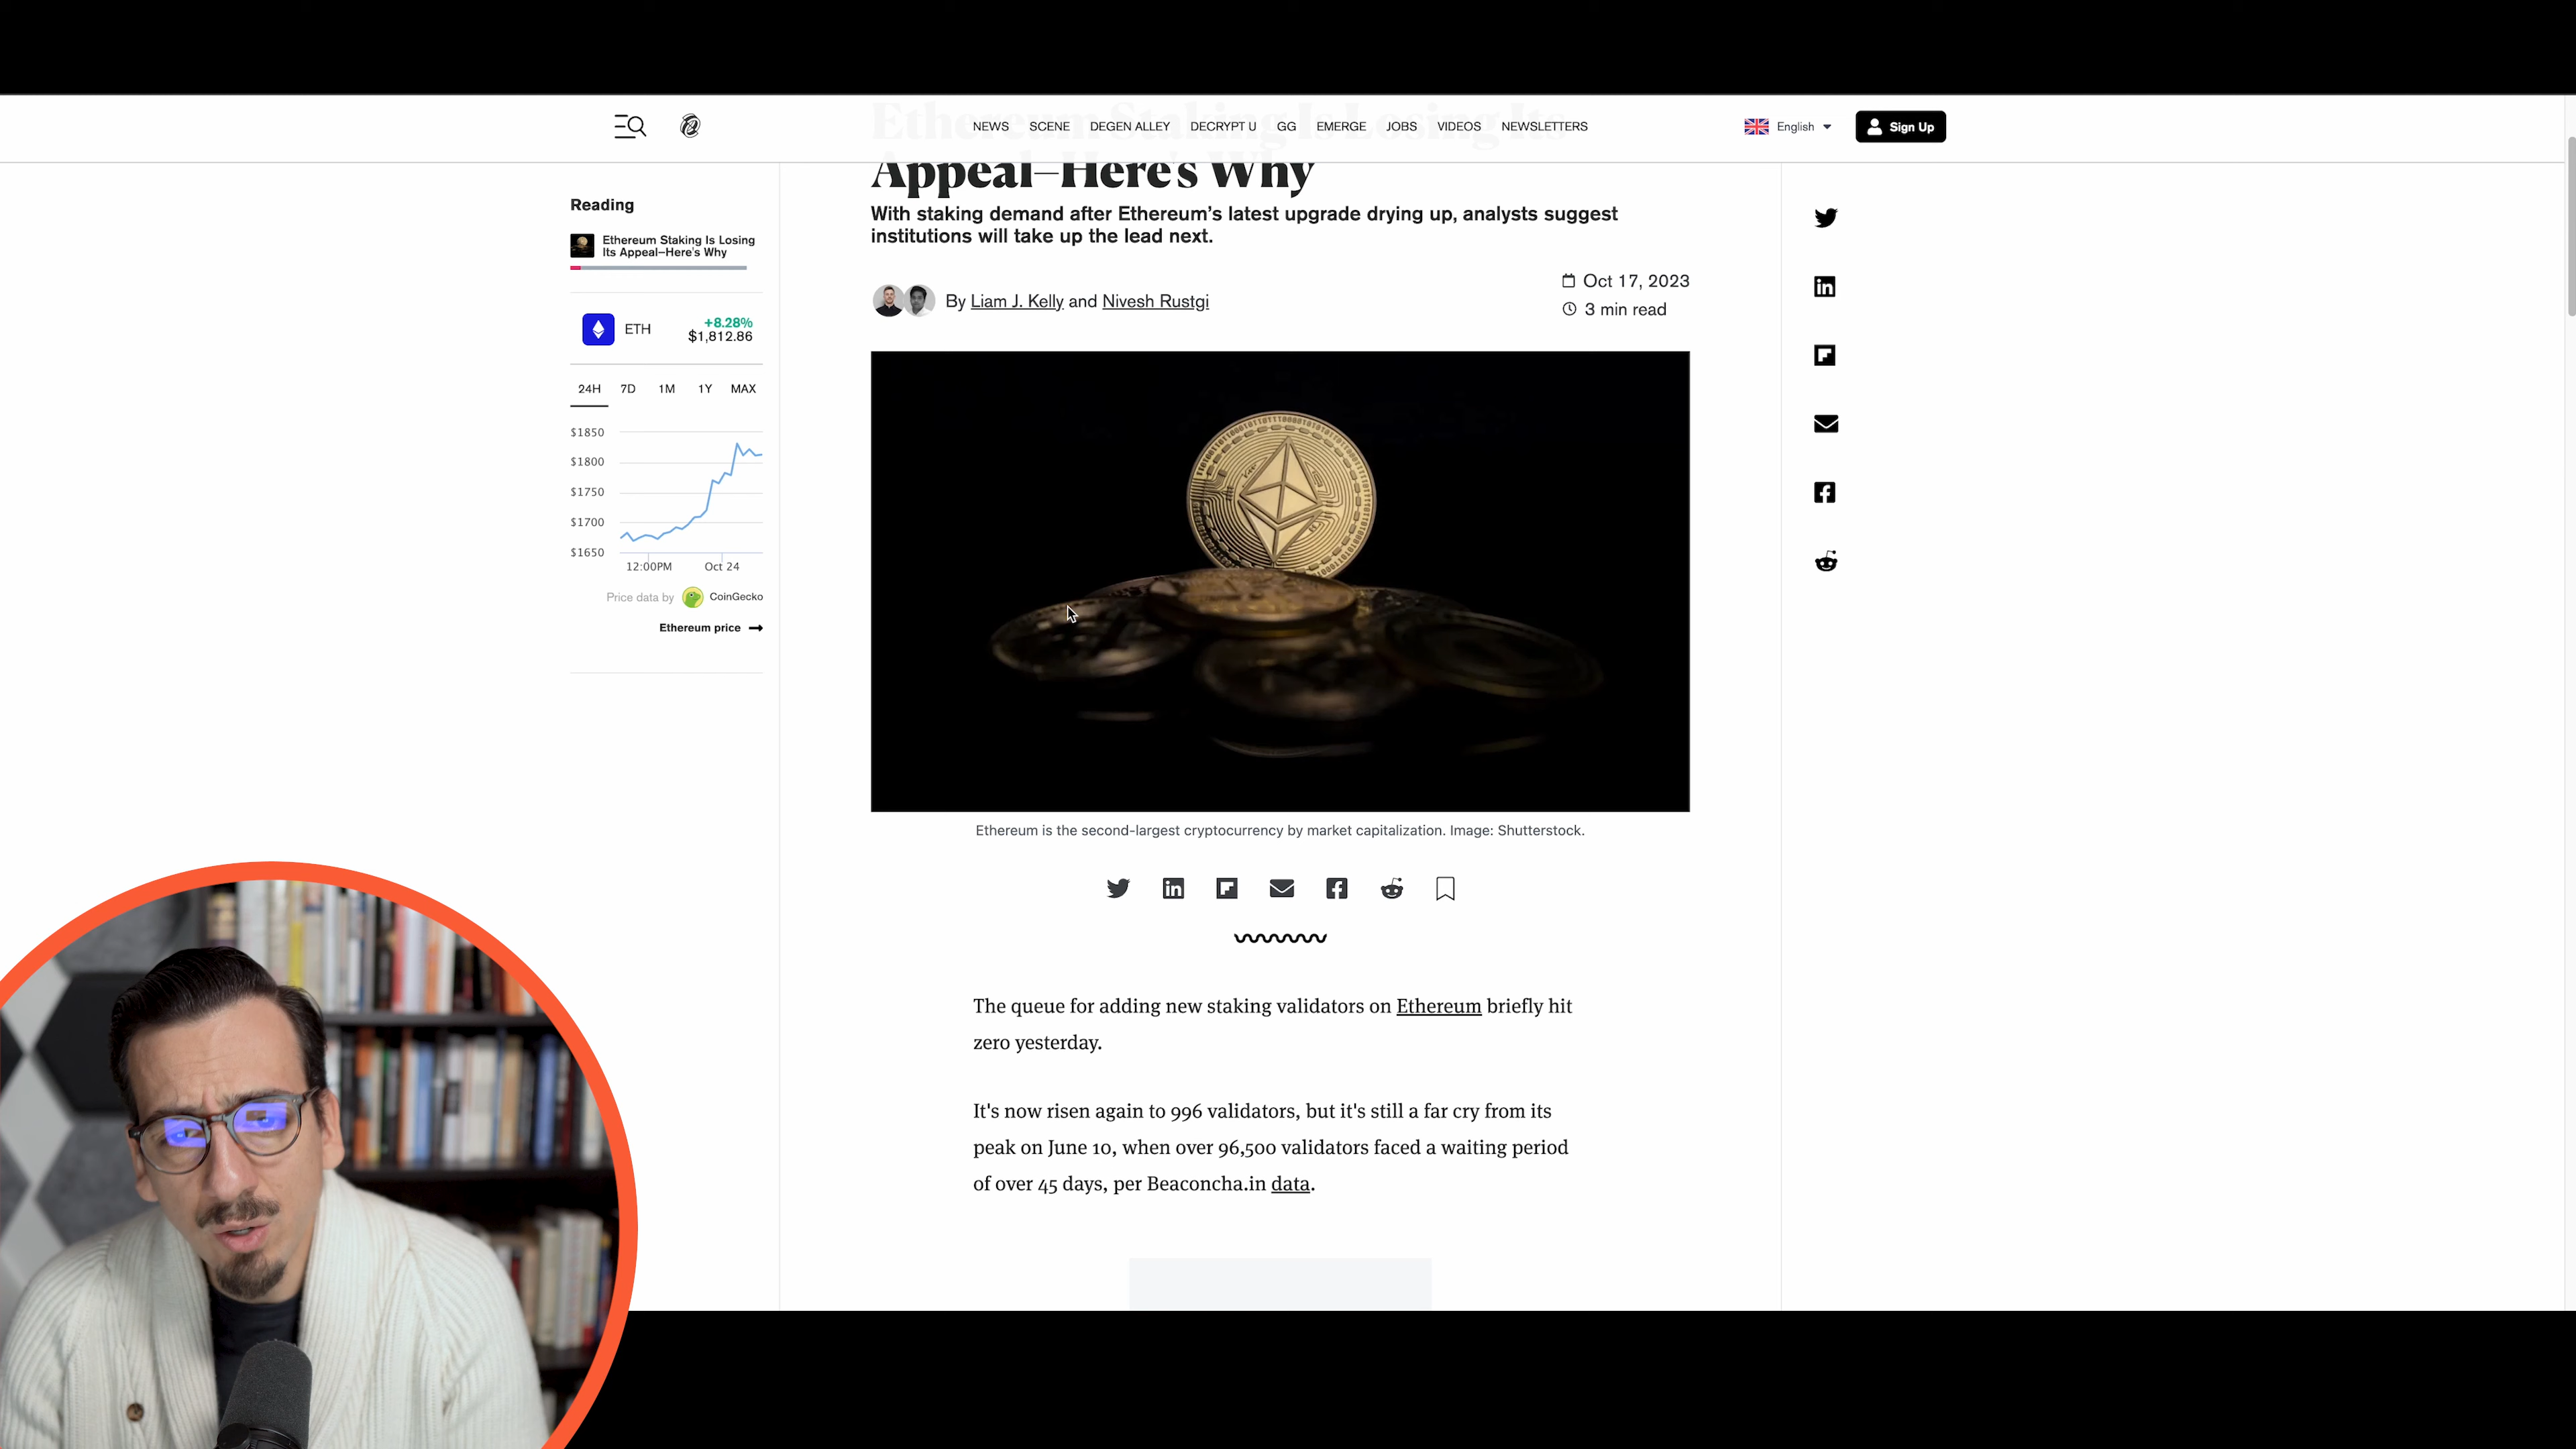 Ethereum Staking Is Losing Its
NEWS SCENE DEGEN ALLEY DECRYPT U GG EMERGE JOBS VIDEOS NEWSLETTERS
English
Sign Up
Appeal—Here's Why
With staking demand after Ethereum's latest upgrade drying up, analysts suggest
institutions will take up the lead next.
By Liam J. Kelly and Nivesh Rustgi
Oct 17, 2023
3 min read
Reading
Ethereum Staking Is Losing
Its Appeal—Here's Why
ETH
+8.28%
$1,812.86
24H 7D 1M 1Y MAX
$1850
$1800
$1750
$1700
$1650
12:00PM Oct 24
Price data by CoinGecko
Ethereum price
Ethereum is the second-largest cryptocurrency by market capitalization. Image: Shutterstock.
The queue for adding new staking validators on Ethereum briefly hit
zero yesterday.
It's now risen again to 996 validators, but it's still a far cry from its
peak on June 10, when over 96,500 validators faced a waiting period
of over 45 days, per Beaconcha.in data.